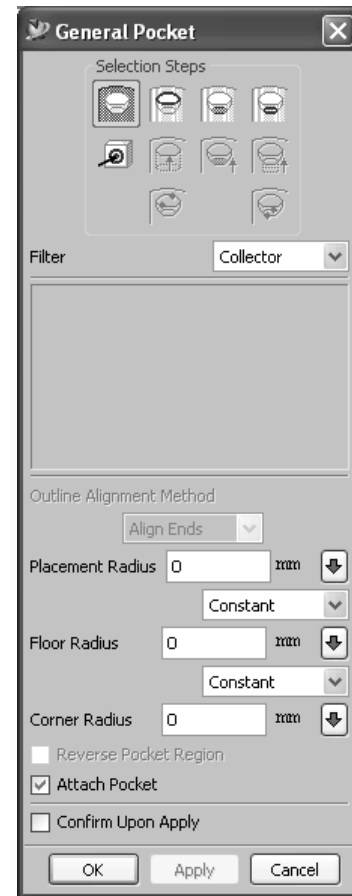 General Pocket
Selection Steps
Filter Collector
Outline Alignment Method
Align Ends
Placement Radius 0 mm
Constant
Floor Radius 0 mm
Constant
Corner Radius 0 mm
Reverse Pocket Region
Attach Pocket
Confirm Upon Apply
OK Apply Cancel